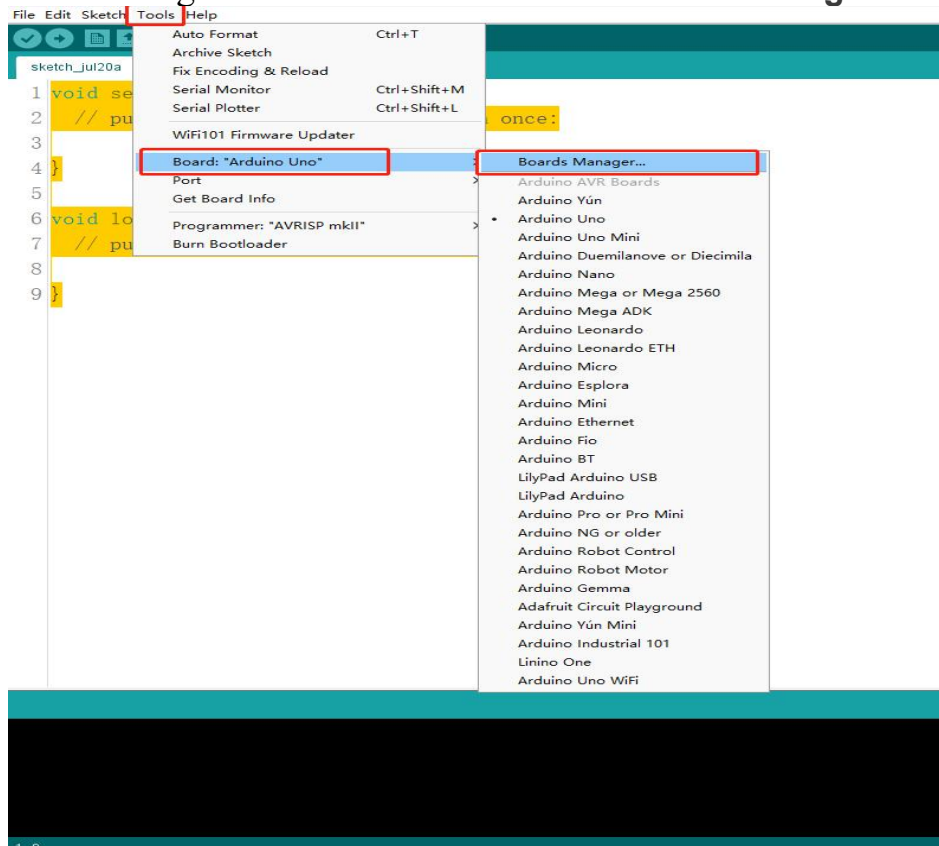 File Edit Sketch Tools Help
sketch_jul20a
Auto Format Ctrl+T
Archive Sketch
Fix Encoding & Reload
Serial Monitor Ctrl+Shift+M
Serial Plotter Ctrl+Shift+L
WiFi101 Firmware Updater
Board: "Arduino Uno"
Port
Get Board Info
Programmer: "AVRISP mkII"
Burn Bootloader
1 void se
2 // pu once:
3
4 }
5
6 void lo
7 // pu
8
9 }
Boards Manager...
Arduino AVR Boards
Arduino Yún
Arduino Uno
Arduino Uno Mini
Arduino Duemilanove or Diecimila
Arduino Nano
Arduino Mega or Mega 2560
Arduino Mega ADK
Arduino Leonardo
Arduino Leonardo ETH
Arduino Micro
Arduino Esplora
Arduino Mini
Arduino Ethernet
Arduino Fio
Arduino BT
LilyPad Arduino USB
LilyPad Arduino
Arduino Pro or Pro Mini
Arduino NG or older
Arduino Robot Control
Arduino Robot Motor
Arduino Gemma
Adafruit Circuit Playground
Arduino Yún Mini
Arduino Industrial 101
Linino One
Arduino Uno WiFi